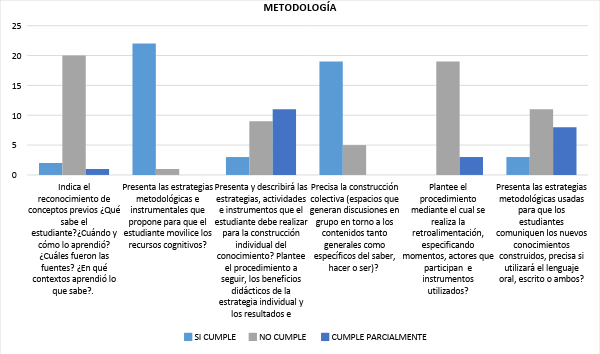 METODOLOGÍA
25
20
15
10
5
0
Indica el
reconocimiento de
conceptos previos ¿Qué
sabe el
estudiante?¿Cuándo y
cómo lo aprendió?
¿Cuáles fueron las
fuentes? ¿En qué
contextos aprendió lo
que sabe?.
Presenta las estrategias
metodológicas e
instrumentales que
propone para que el
estudiante movilice los
recursos cognitivos?
Presenta y describirá las
estrategias, actividades
e instrumentos que el
estudiante debe realizar
para la construcción
individual del
conocimiento? Plantee
el procedimiento a
seguir, los beneficios
didácticos de la
estrategia individual y
los resultados e
Precisa la construcción
colectiva (espacios que
generan discusiones en
grupo en torno a los
contenidos tanto
generales como
específicos del saber,
hacer o ser)?
Plantee el
procedimiento
mediante el cual se
realiza la
retroalimentación,
especificando
momentos, actores que
participan e
instrumentos
utilizados?
Presenta las estrategias
metodológicas usadas
para que los
estudiantes
comuniquen los nuevos
conocimientos
construidos, precisa si
utilizará el lenguaje
oral, escrito o ambos?
SI CUMPLE
NO CUMPLE
CUMPLE PARCIALMENTE